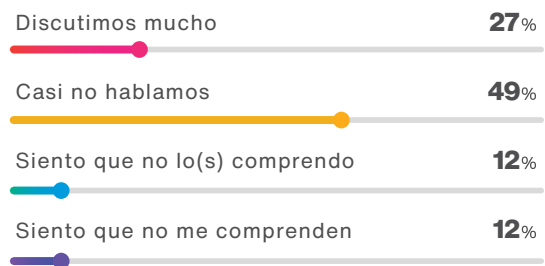 Discutimos mucho 27%
Casi no hablamos 49%
Siento que no lo(s) comprendo 12%
Siento que no me comprenden 12%